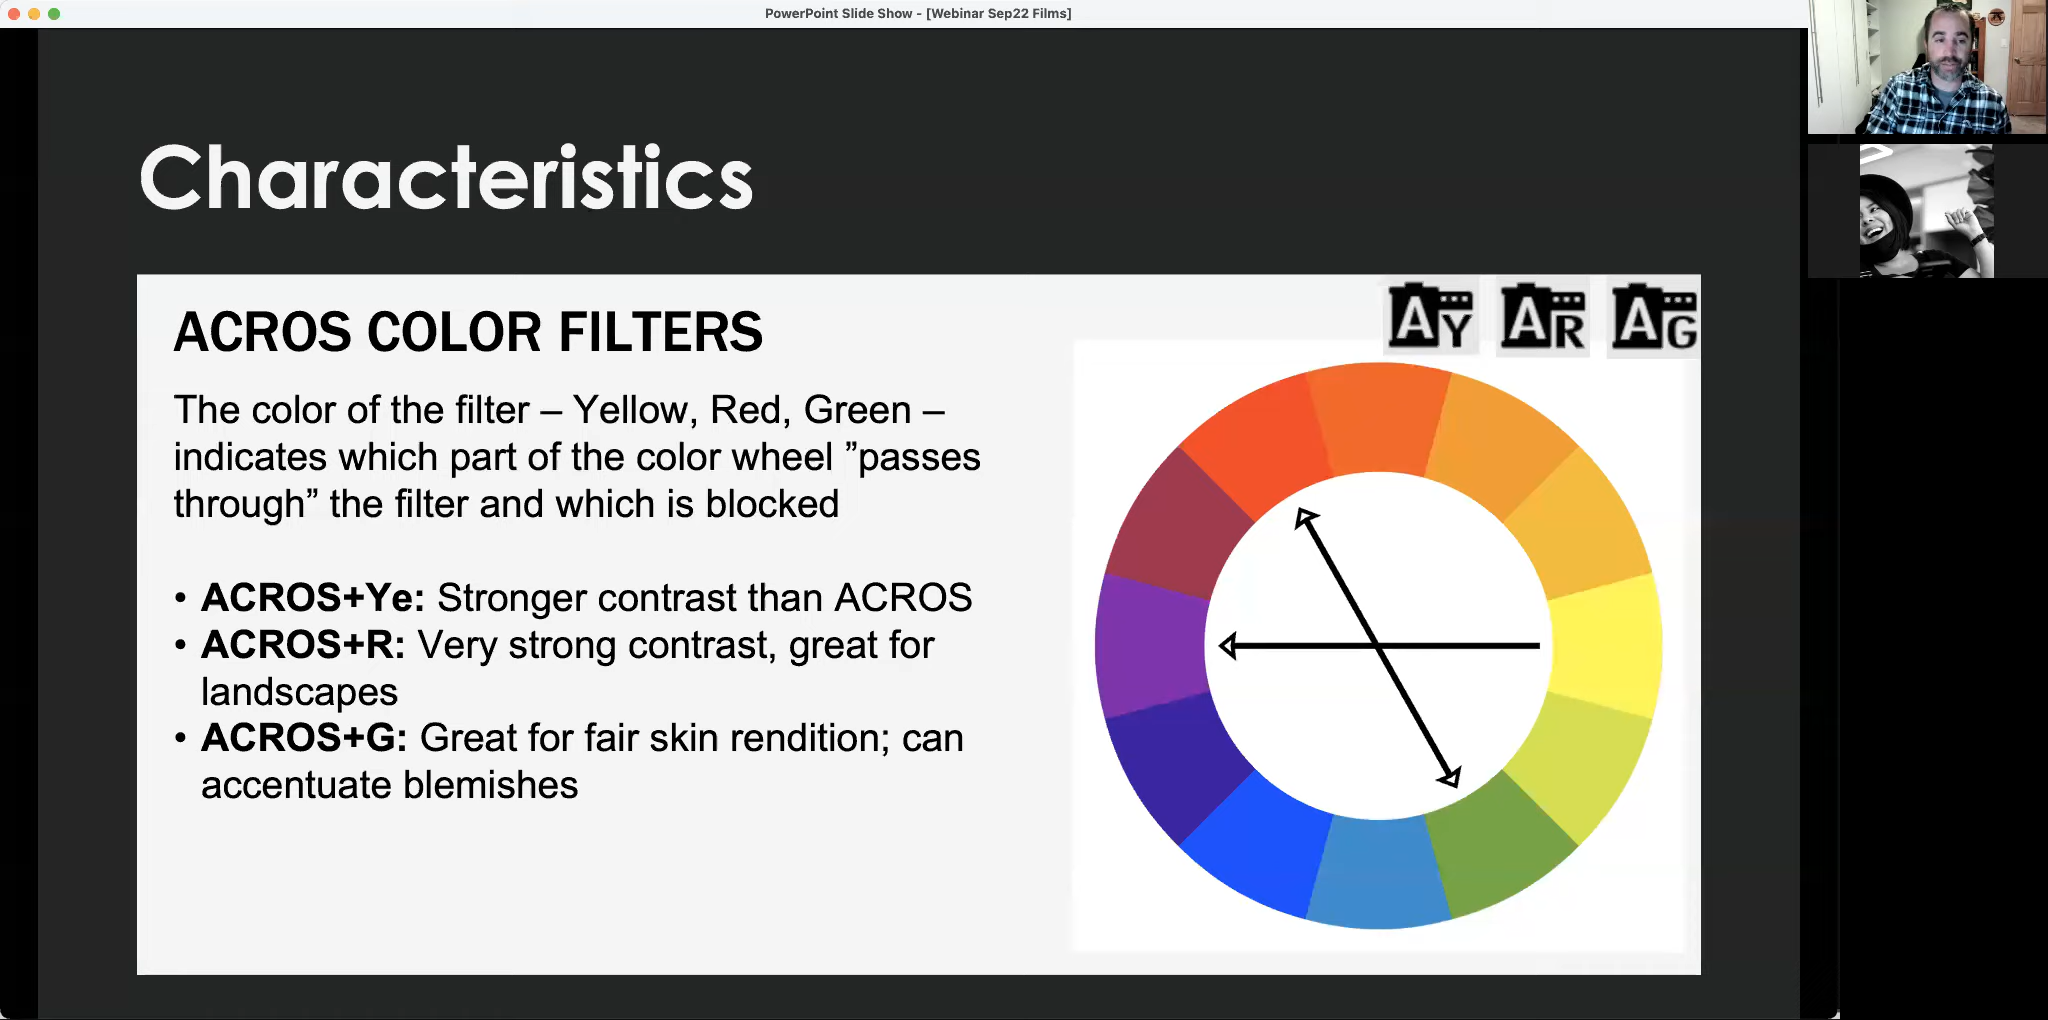 PowerPoint Slide Show - [Webinar Sep22 Films]
Characteristics
AY AR AG
ACROS COLOR FILTERS
The color of the filter – Yellow, Red, Green –
indicates which part of the color wheel ”passes
through” the filter and which is blocked
• ACROS+Ye: Stronger contrast than ACROS
• ACROS+R: Very strong contrast, great for
landscapes
• ACROS+G: Great for fair skin rendition; can
accentuate blemishes